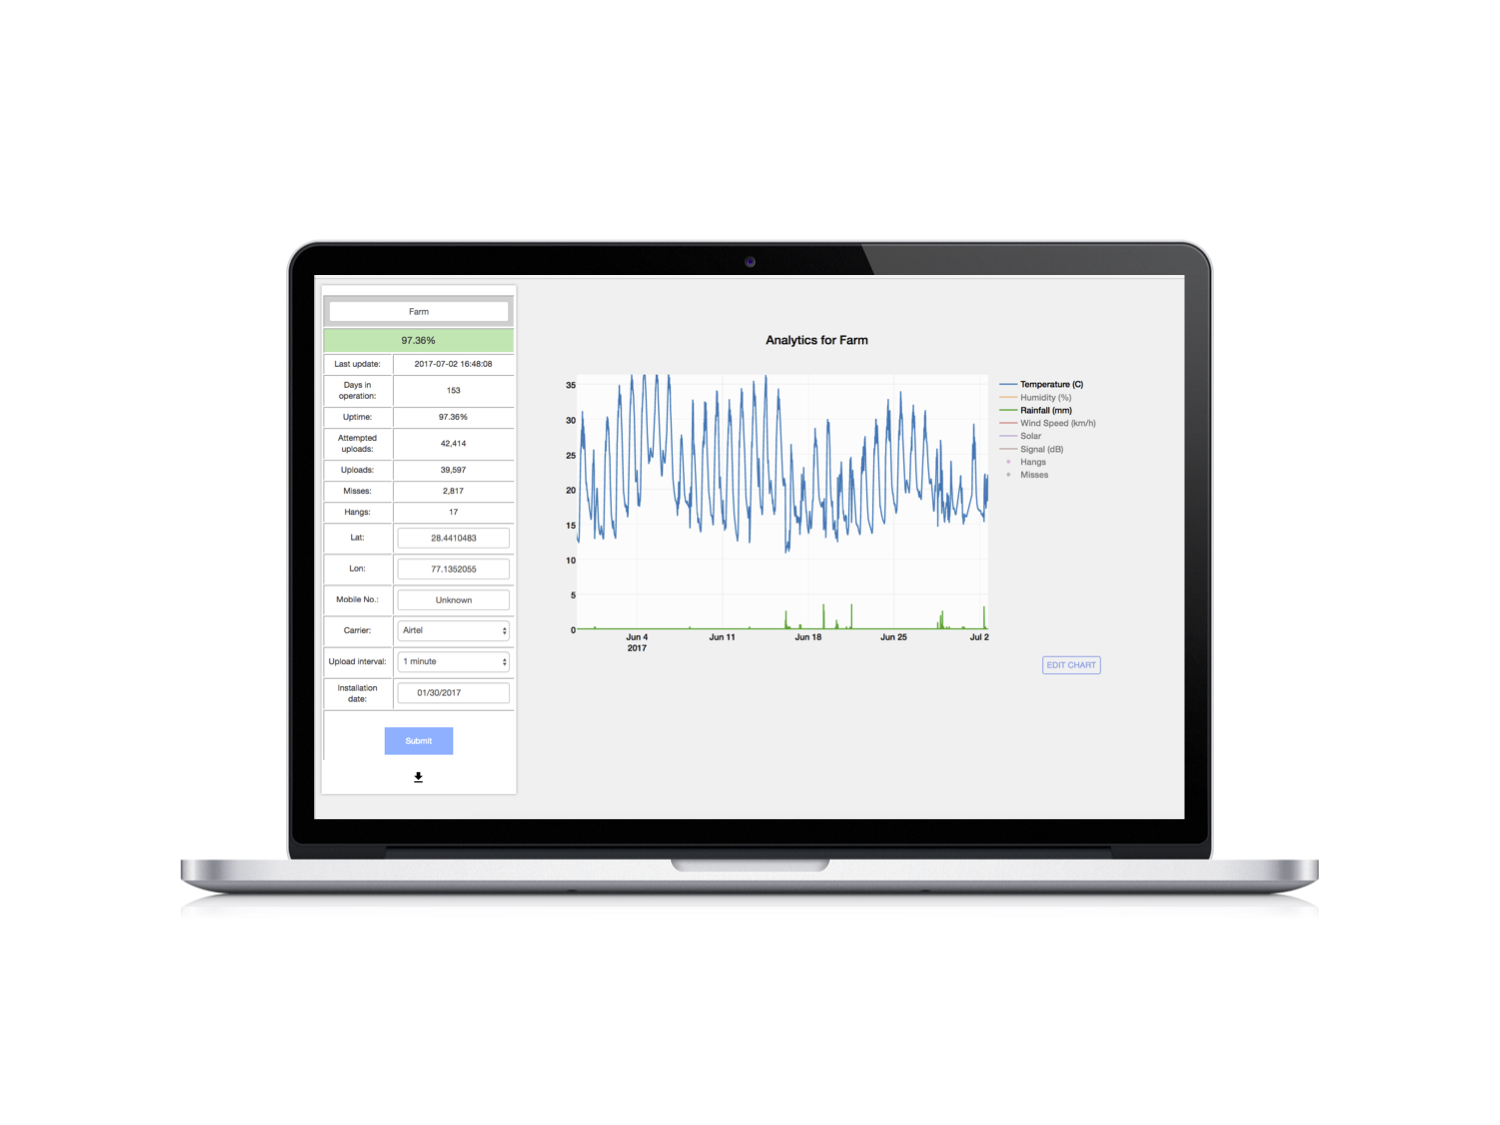 Farm
97.36%
Last update: 2017-07-02 16:48:08
Days in
operation: 153
Uptime: 97.36%
Attempted
uploads: 42,414
Uploads: 39,597
Misses: 2,817
Hangs: 17
Lat: 28.4410483
Lon: 77.1352055
Mobile No.: Unknown
Carrier: Airtel
Upload interval: 1 minute
Installation
date: 01/30/2017
Submit
Analytics for Farm
35
30
25
20
15
10
5
0
Jun 4
2017
Jun 11
Jun 18
Jun 25
Jul 2
Temperature (C)
Humidity (%)
Rainfall (mm)
Wind Speed (km/h)
Solar
Signal (dB)
Hangs
Misses
EDIT CHART